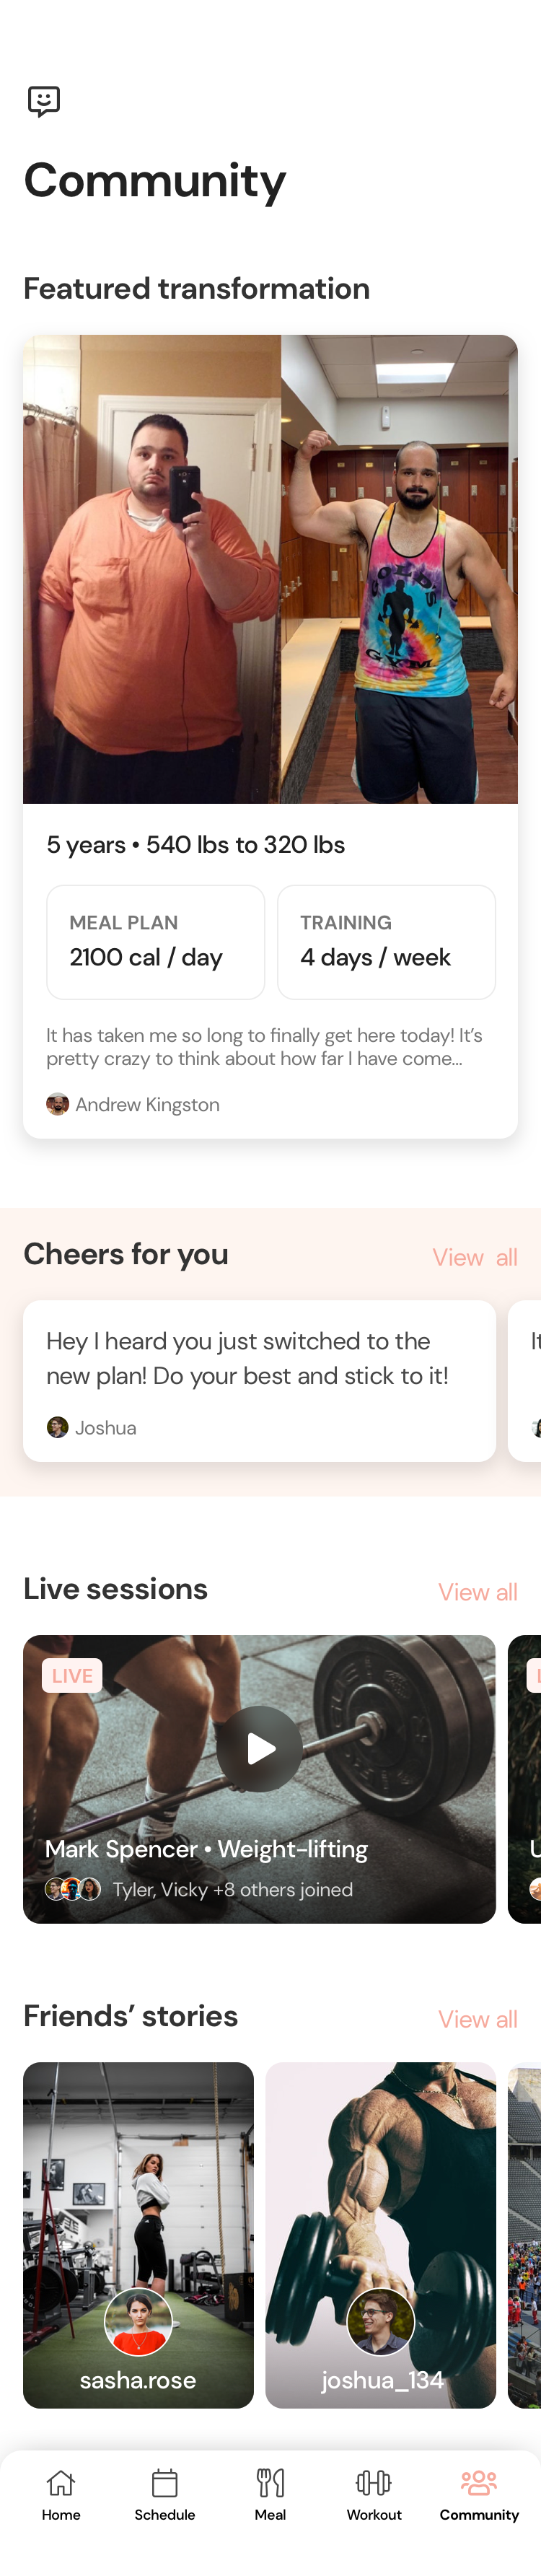 Community
Featured transformation
GOLD'S
GYM
5 years • 540 lbs to 320 lbs
MEAL PLAN
2100 cal / day
TRAINING
4 days / week
It has taken me so long to finally get here today! It’s
pretty crazy to think about how far I have come...
Andrew Kingston
Cheers for you
View  all
Hey I heard you just switched to the
new plan! Do your best and stick to it!
Joshua
Live sessions
View all
LIVE
Mark Spencer • Weight-lifting
Tyler, Vicky +8 others joined
Friends’ stories
View all
sasha.rose
joshua_134
Home
Schedule
Meal
Workout
Community